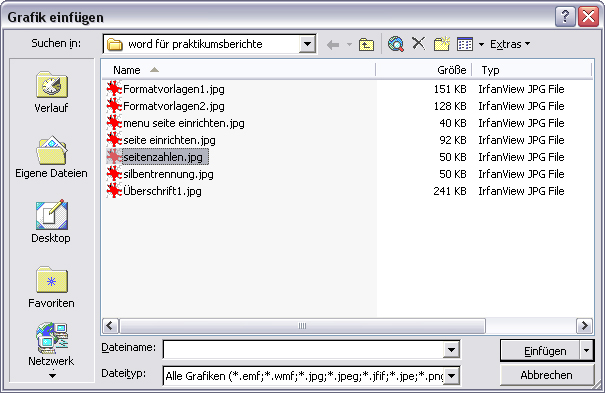 Grafik einfügen
Suchen in: word für praktikumsberichte Extras
Name Größe Typ
Formatvorlagen1.jpg 151 KB IrfanView JPG File
Formatvorlagen2.jpg 128 KB IrfanView JPG File
menu seite einrichten.jpg 40 KB IrfanView JPG File
seite einrichten.jpg 92 KB IrfanView JPG File
seitenzahlen.jpg 50 KB IrfanView JPG File
silbentrennung.jpg 50 KB IrfanView JPG File
Überschrift1.jpg 241 KB IrfanView JPG File
Verlauf
Eigene Dateien
Desktop
Favoriten
Netzwerk
Dateiname: Einfügen
Dateityp: Alle Grafiken (*.emf;*.wmf;*.jpg;*.jpeg;*.jfif;*.jpe;*.png Abbrechen